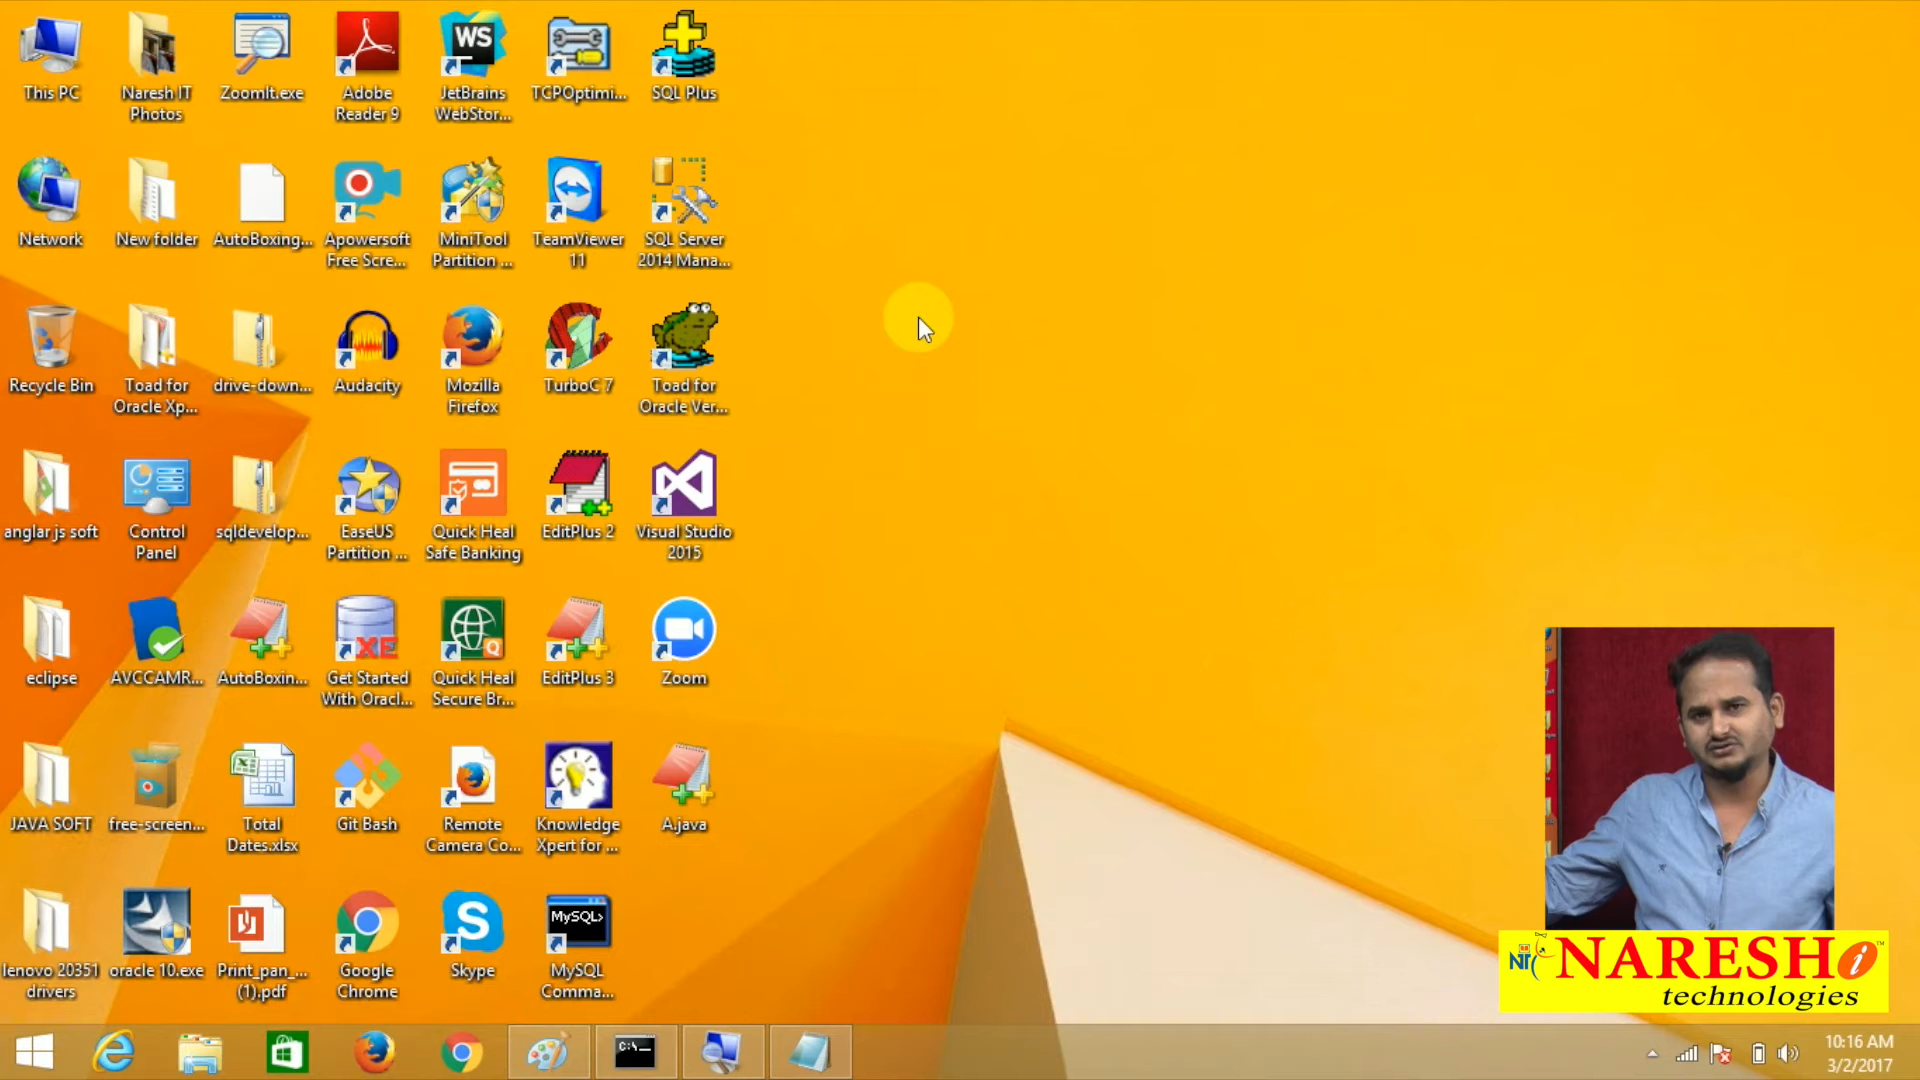 This PC
Naresh IT
Photos
ZoomIt.exe
Adobe
Reader 9
WS
JetBrains
WebStor...
TCPOptimi...
SQL Plus
Network
New folder
AutoBoxing...
Apowersoft
Free Scre...
MiniTool
Partition ...
TeamViewer
11
SQL Server
2014 Mana...
Recycle Bin
Toad for
Oracle Xp...
drive-down...
Audacity
Mozilla
Firefox
TurboC 7
Toad for
Oracle Ver...
anglar js soft
Control
Panel
sqldevelop...
EaseUS
Partition ...
Quick Heal
Safe Banking
EditPlus 2
Visual Studio
2015
eclipse
AVCCAMR...
AutoBoxin...
XE
Get Started
With Oracl...
Q
Quick Heal
Secure Br...
EditPlus 3
Zoom
JAVA SOFT
free-screen...
Total
Dates.xlsx
Git Bash
Remote
Camera Co...
Knowledge
Xpert for ...
A.java
lenovo 20351
drivers
oracle 10.exe
Print_pan_...
(1).pdf
Google
Chrome
S
Skype
MySQL>
MySQL
Comma...
C:\-
NT
NARESH i ™
technologies
10:16 AM
3/2/2017